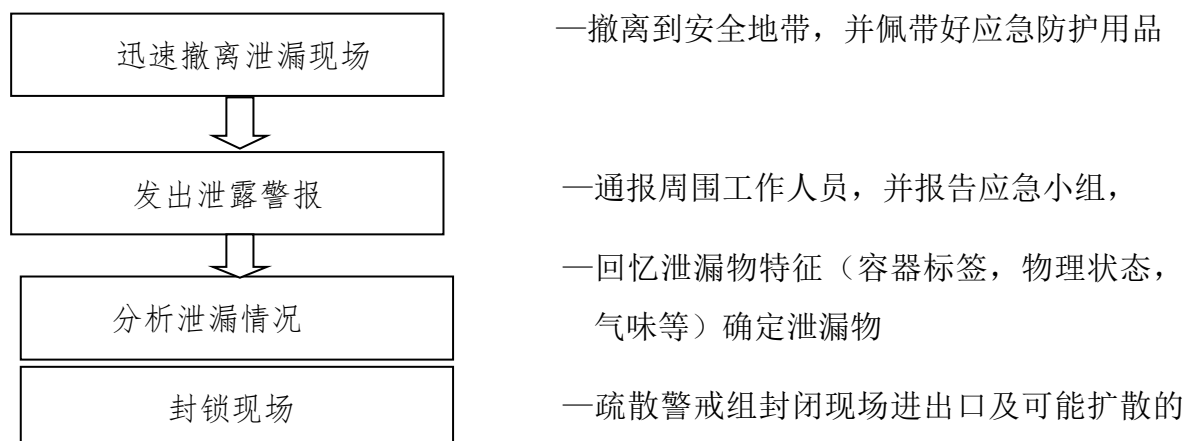 迅速撤离泄漏现场
—撤离到安全地带，并佩带好应急防护用品
发出泄露警报
—通报周围工作人员，并报告应急小组，
分析泄漏情况
—回忆泄漏物特征（容器标签，物理状态，
气味等）确定泄漏物
封锁现场
—疏散警戒组封闭现场进出口及可能扩散的